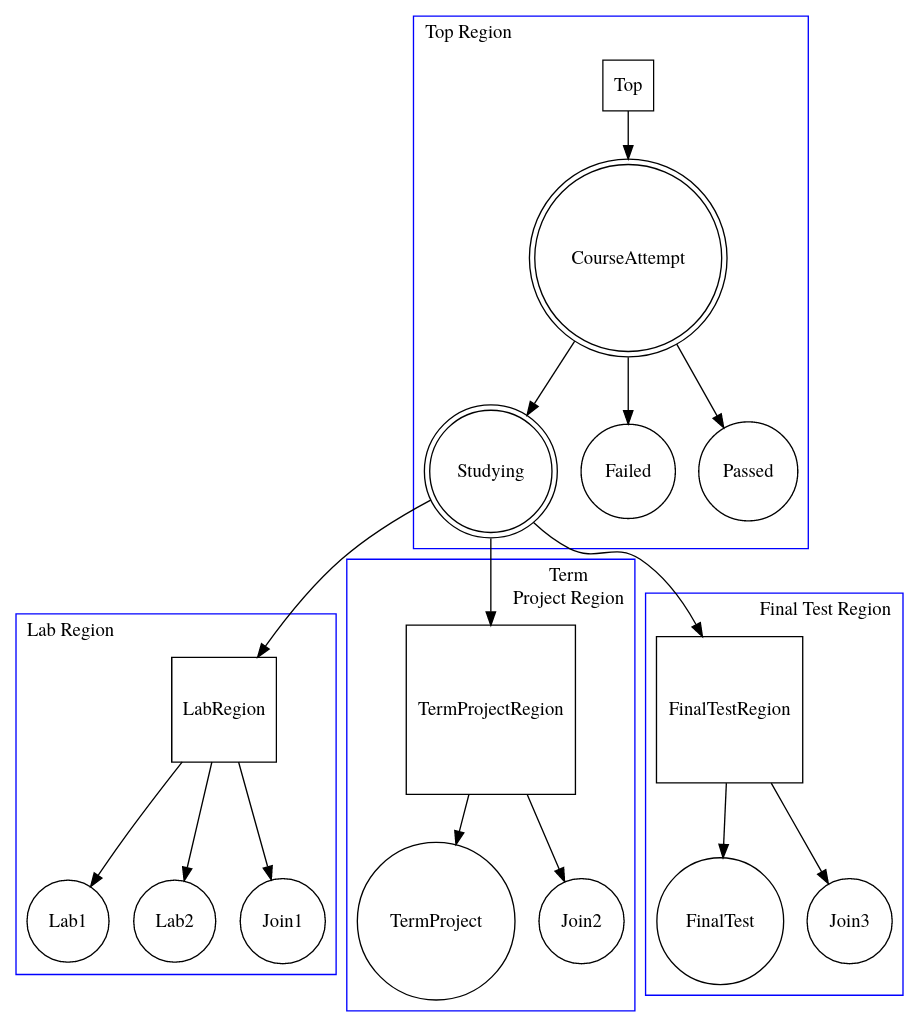 Top Region
Top
CourseAttempt
Studying
Failed
Passed
Term
Project Region
Final Test Region
Lab Region
LabRegion
TermProjectRegion
FinalTestRegion
Lab1
Lab2
Join1
TermProject
Join2
FinalTest
Join3